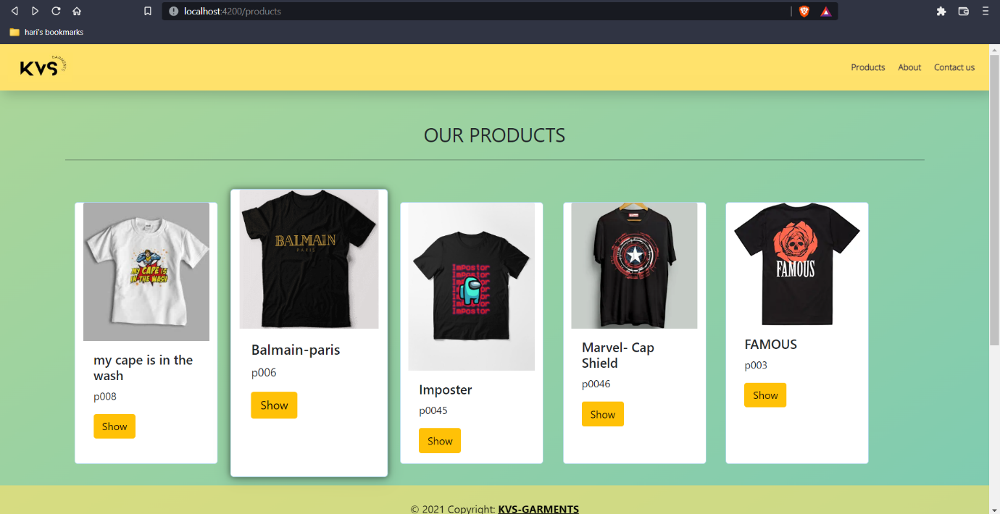 localhost:4200/products
hari's bookmarks
KVS GARMENTS
Products About Contact us
OUR PRODUCTS
MY CAPE IS
IN THE WASH
BALMAIN
PARIS
Impostor
Impostor
Impostor
Impostor
Impostor
Impostor
Impostor
FAMOUS
my cape is in the
wash
p008
Show
Balmain-paris
p006
Show
Imposter
p0045
Show
Marvel- Cap
Shield
p0046
Show
FAMOUS
p003
Show
© 2021 Copyright: KVS-GARMENTS